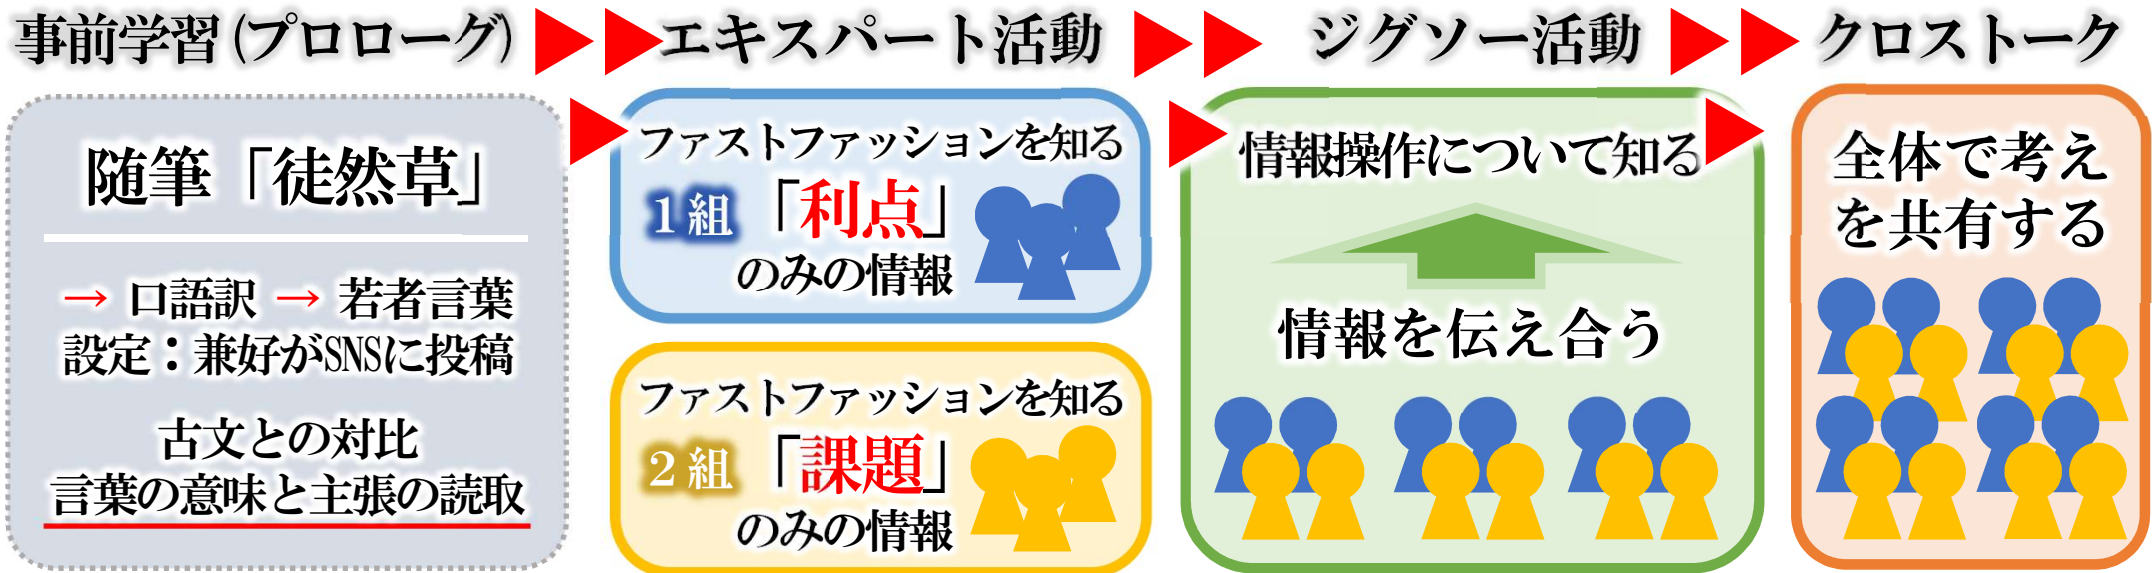 事前学習(プロローグ)
エキスパート活動
ジグソー活動
クロストーク
随筆「徒然草」
→ 口語訳 → 若者言葉
設定：兼好がSNSに投稿
古文との対比
言葉の意味と主張の読取
ファストファッションを知る
1組 「利点」
のみの情報
ファストファッションを知る
2組 「課題」
のみの情報
情報操作について知る
情報を伝え合う
全体で考え
を共有する